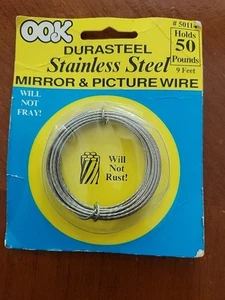 # 5011
OOK
Holds
50
Pounds
9 Feet
DURASTEEL
Stainless Steel
MIRROR & PICTURE WIRE
WILL
NOT
FRAY!
Will
Not
Rust!